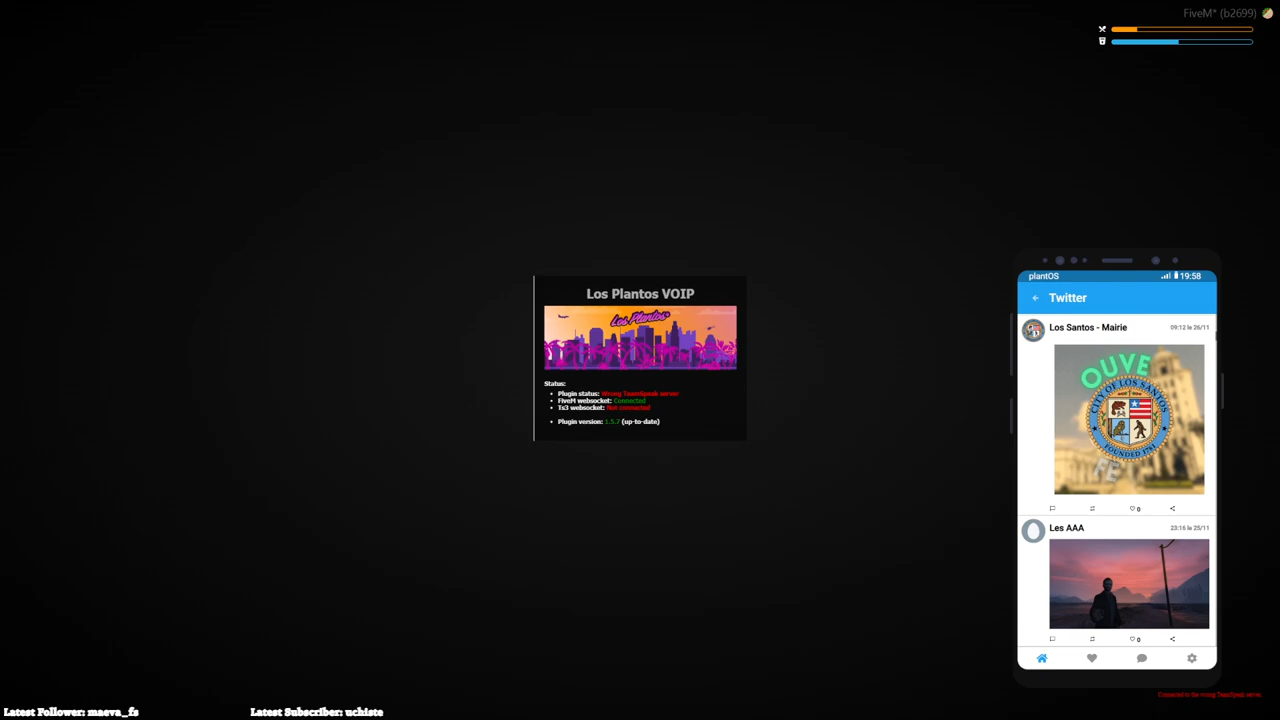 FiveM* (b2699)
Los Plantos VOIP
Los Plantos
Status:
Plugin status: Wrong TeamSpeak server
FiveM websocket: Connected
Ts3 websocket: Not connected
Plugin version: 1.5.7 (up-to-date)
plantOS
19:58
Twitter
Los Santos - Mairie
09:12 le 26/11
OUVE
CITY OF LOS SANTOS
FOUNDED 1781
FE
0
Les AAA
23:16 le 25/11
0
Connected to the wrong TeamSpeak server.
Latest Follower: maeva_fs
Latest Subscriber: uchiste